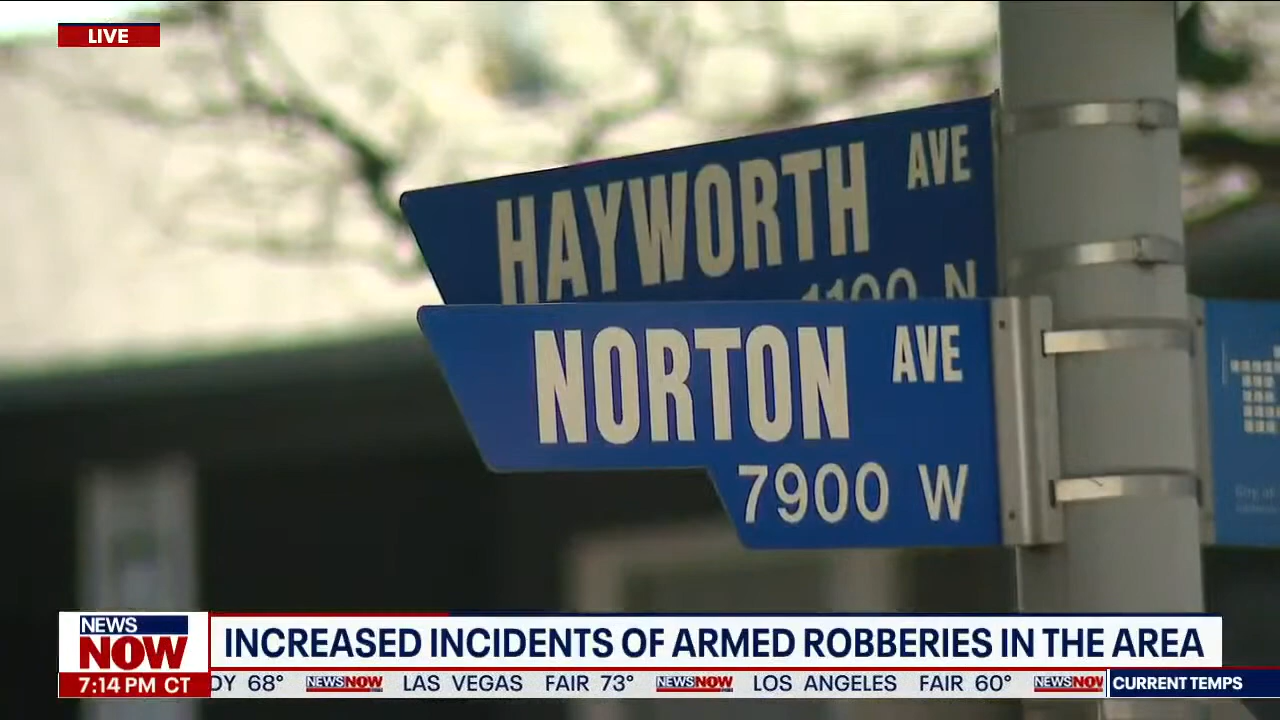 LIVE
HAYWORTH AVE
1100 N
NORTON AVE
7900 W
NEWS
NOW
INCREASED INCIDENTS OF ARMED ROBBERIES IN THE AREA
7:14 PM CT
DY 68° NEWSNOW LAS VEGAS FAIR 73° NEWSNOW LOS ANGELES FAIR 60° NEWSNOW CURRENT TEMPS